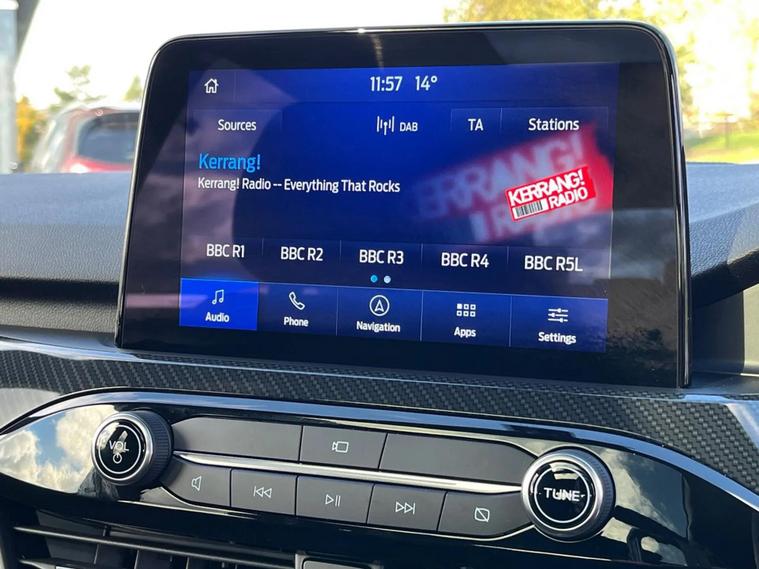 11:57 14°
Sources DAB TA Stations
Kerrang!
Kerrang! Radio -- Everything That Rocks
KERRANG!
RADIO
BBC R1 BBC R2 BBC R3 BBC R4 BBC R5L
Audio Phone Navigation Apps Settings
VOL
TUNE